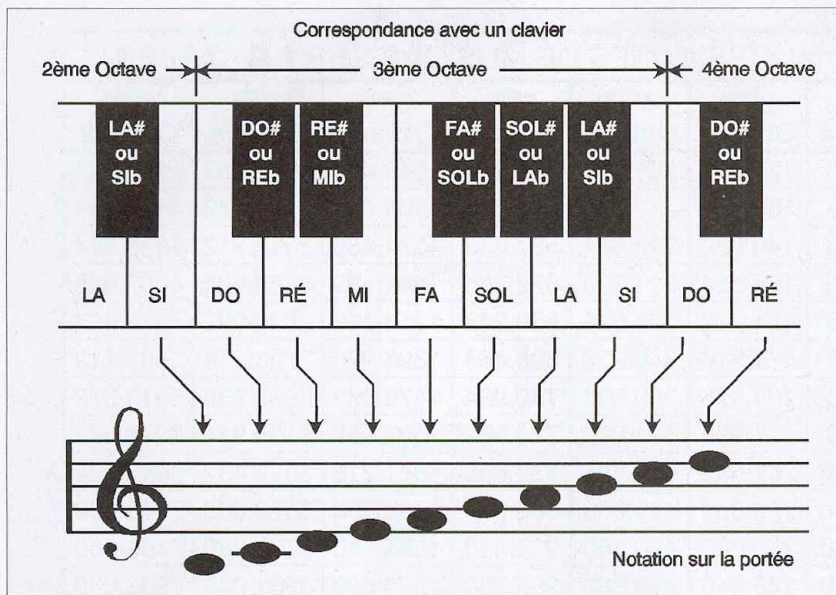 Correspondance avec un clavier
2ème Octave 3ème Octave 4ème Octave
LA# DO# RE# FA# SOL# LA# DO#
ou ou ou ou ou ou ou
SIb REb MIb SOLb LAb SIb REb
LA SI DO RÉ MI FA SOL LA SI DO RÉ
Notation sur la portée